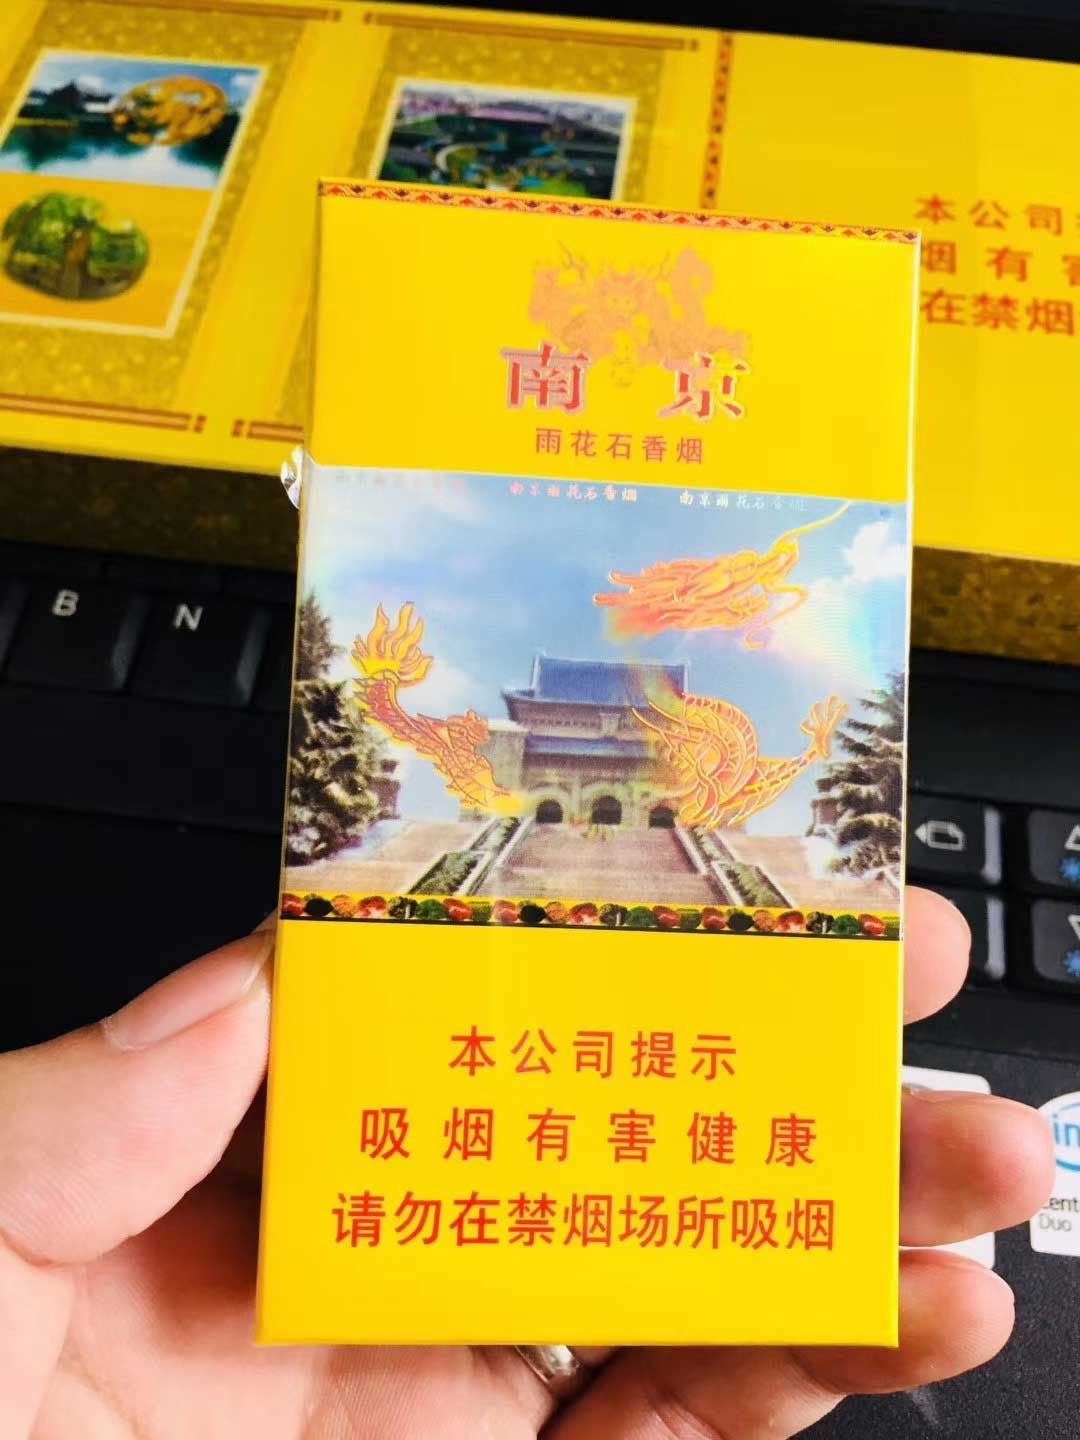 本公司
烟有害
在禁烟
南京
雨花石香烟
南京雨花石香烟
南京雨花石香烟
本公司提示
吸烟有害健康
请勿在禁烟场所吸烟
B
N
Duo